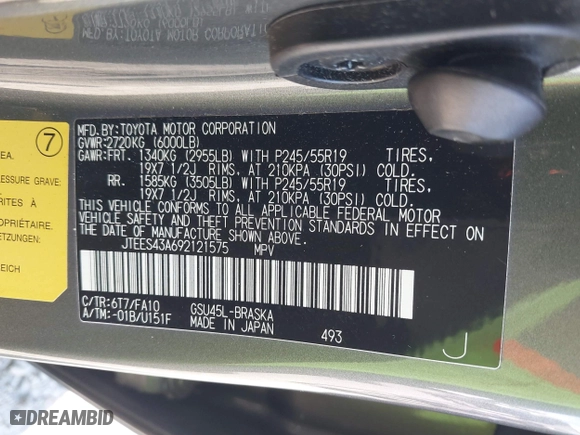 MFD.BY:TOYOTA MOTOR CORPORATION
GVWR:2720KG (6000LB)
GAWR:FRT. 1340KG (2955LB) WITH P245/55R19 TIRES,
19X7 1/2J RIMS, AT 210KPA (30PSI) COLD.
RR. 1585KG (3505LB) WITH P245/55R19 TIRES,
19X7 1/2J RIMS, AT 210KPA (30PSI) COLD.
THIS VEHICLE CONFORMS TO ALL APPLICABLE FEDERAL MOTOR
VEHICLE SAFETY AND THEFT PREVENTION STANDARDS IN EFFECT ON
THE DATE OF MANUFACTURE SHOWN ABOVE.
JTEES43A692121575 MPV
C/TR:6T7/FA10 GSU45L-BRASKA
A/TM:-01B/U151F MADE IN JAPAN 493
J
7
EA.
ESSURE GRAVE:
RITES À
PROPRIÉTAIRE.
TZUNGEN:
EICH
DREAMBID